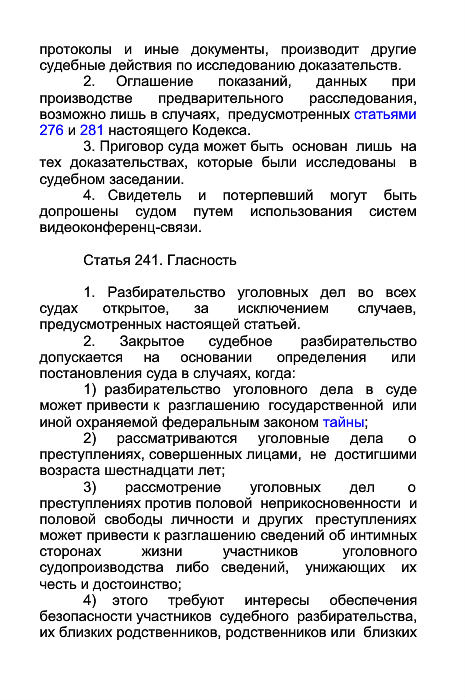 протоколы и иные документы, производит другие
судебные действия по исследованию доказательств.
2. Оглашение показаний, данных при
производстве предварительного расследования,
возможно лишь в случаях, предусмотренных статьями
276 и 281 настоящего Кодекса.
3. Приговор суда может быть основан лишь на
тех доказательствах, которые были исследованы в
судебном заседании.
4. Свидетель и потерпевший могут быть
допрошены судом путем использования систем
видеоконференц-связи.
Статья 241. Гласность
1. Разбирательство уголовных дел во всех
судах открытое, за исключением случаев,
предусмотренных настоящей статьей.
2. Закрытое судебное разбирательство
допускается на основании определения или
постановления суда в случаях, когда:
1) разбирательство уголовного дела в суде
может привести к разглашению государственной или
иной охраняемой федеральным законом тайны;
2) рассматриваются уголовные дела о
преступлениях, совершенных лицами, не достигшими
возраста шестнадцати лет;
3) рассмотрение уголовных дел о
преступлениях против половой неприкосновенности и
половой свободы личности и других преступлениях
может привести к разглашению сведений об интимных
сторонах жизни участников уголовного
судопроизводства либо сведений, унижающих их
честь и достоинство;
4) этого требуют интересы обеспечения
безопасности участников судебного разбирательства,
их близких родственников, родственников или близких